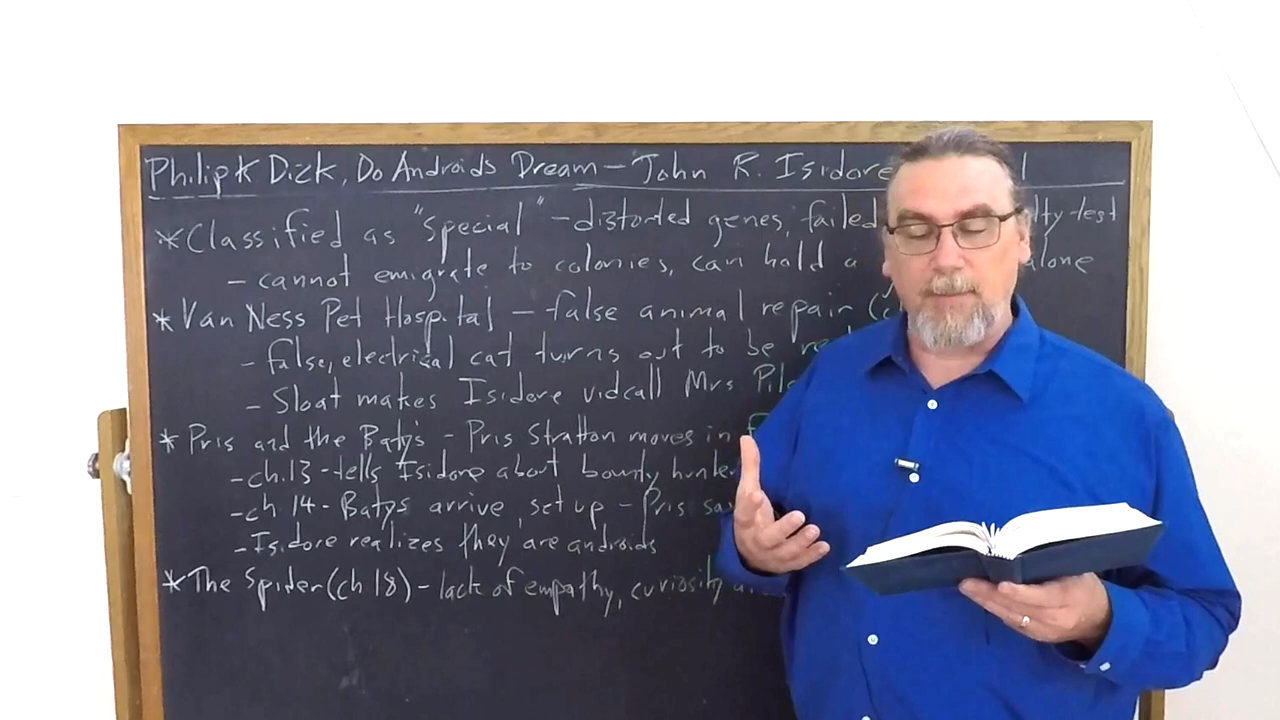 Philip K Dick, Do Androids Dream - John R. Isidore
*Classified as "special" - distorted genes, failed lty test
- cannot emigrate to colonies, can hold a alone
*Van Ness Pet Hospital - false animal repair
- false, electrical cat turns out to be
- Sloat makes Isidore vidcall Mrs
*Pris and the Batys - Pris Stratton moves in
- ch. 13 - tells Isidore about bounty
- ch 14 - Batys arrive, set up - Pris
- Isidore realizes they are androids
*The Spider (ch 18) - lack of empathy, curiosity